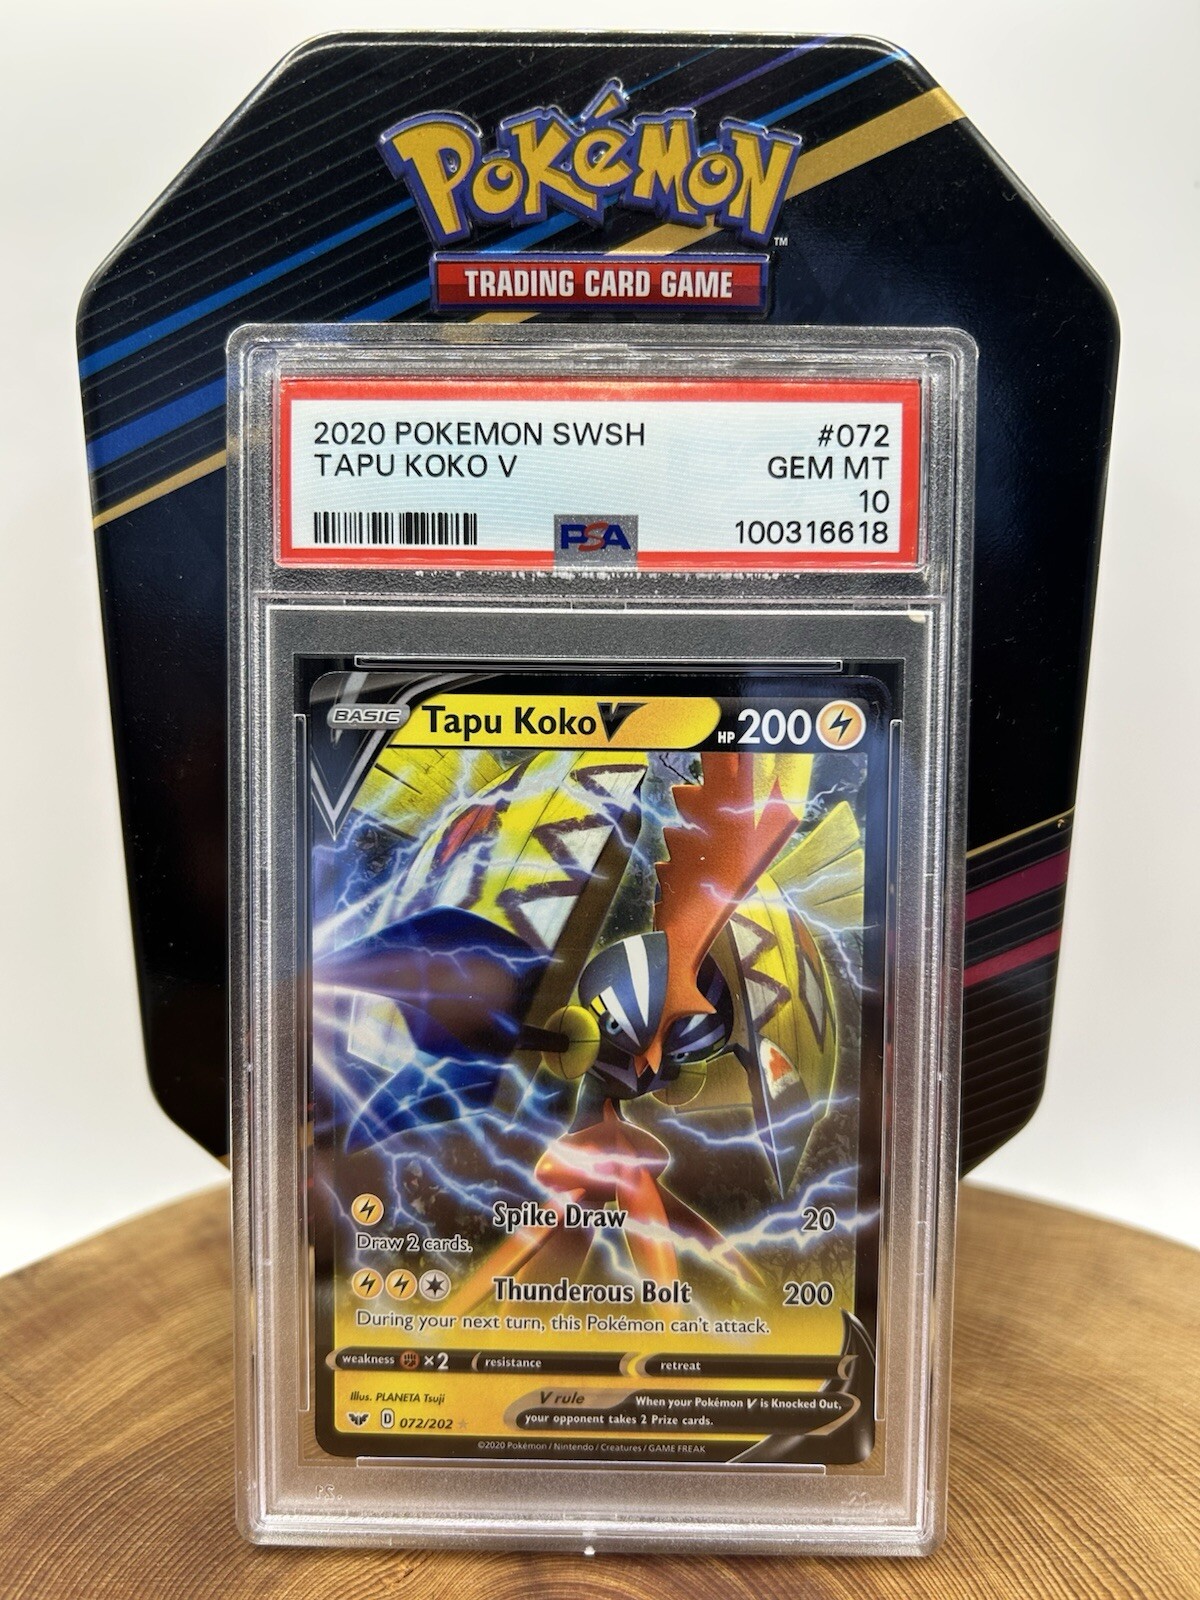 POKéMON
™
TRADING CARD GAME
2020 POKEMON SWSH #072
TAPU KOKO V GEM MT
10
PSA 100316618
BASIC Tapu Koko V HP 200
Spike Draw 20
Draw 2 cards.
Thunderous Bolt 200
During your next turn, this Pokémon can't attack.
weakness ×2 resistance retreat
Illus. PLANETA Tsuji
V rule When your Pokémon V is Knocked Out,
your opponent takes 2 Prize cards.
D 072/202
©2020 Pokémon / Nintendo / Creatures / GAME FREAK